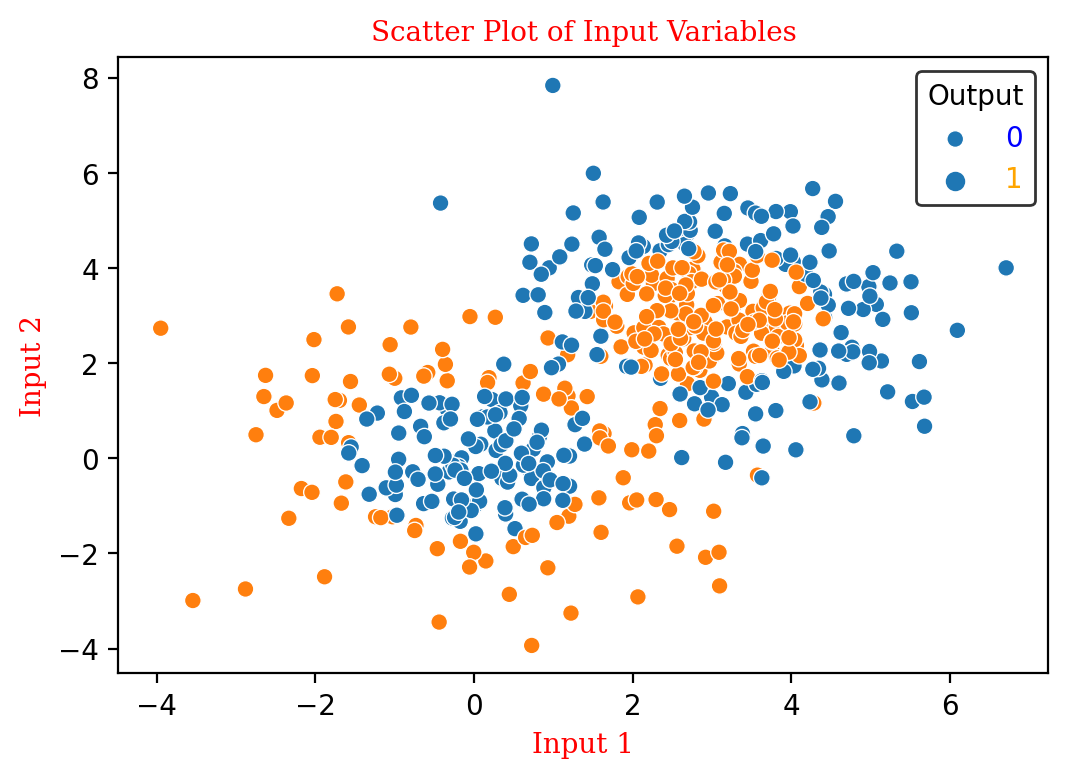 Scatter Plot of Input Variables
8
6
4
2
0
−2
−4
Input 2
Output
0
1
−4 −2 0 2 4 6
Input 1